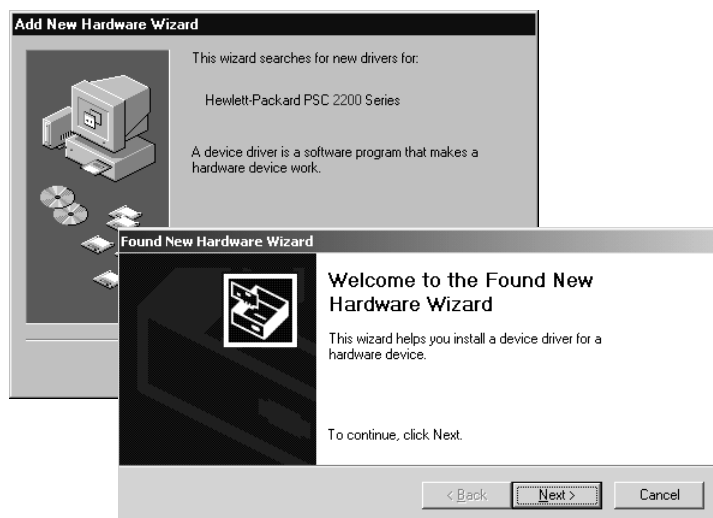 Add New Hardware Wizard
This wizard searches for new drivers for:
Hewlett-Packard PSC 2200 Series
A device driver is a software program that makes a
hardware device work.
Found New Hardware Wizard
Welcome to the Found New
Hardware Wizard
This wizard helps you install a device driver for a
hardware device.
To continue, click Next.
< Back
Next >
Cancel